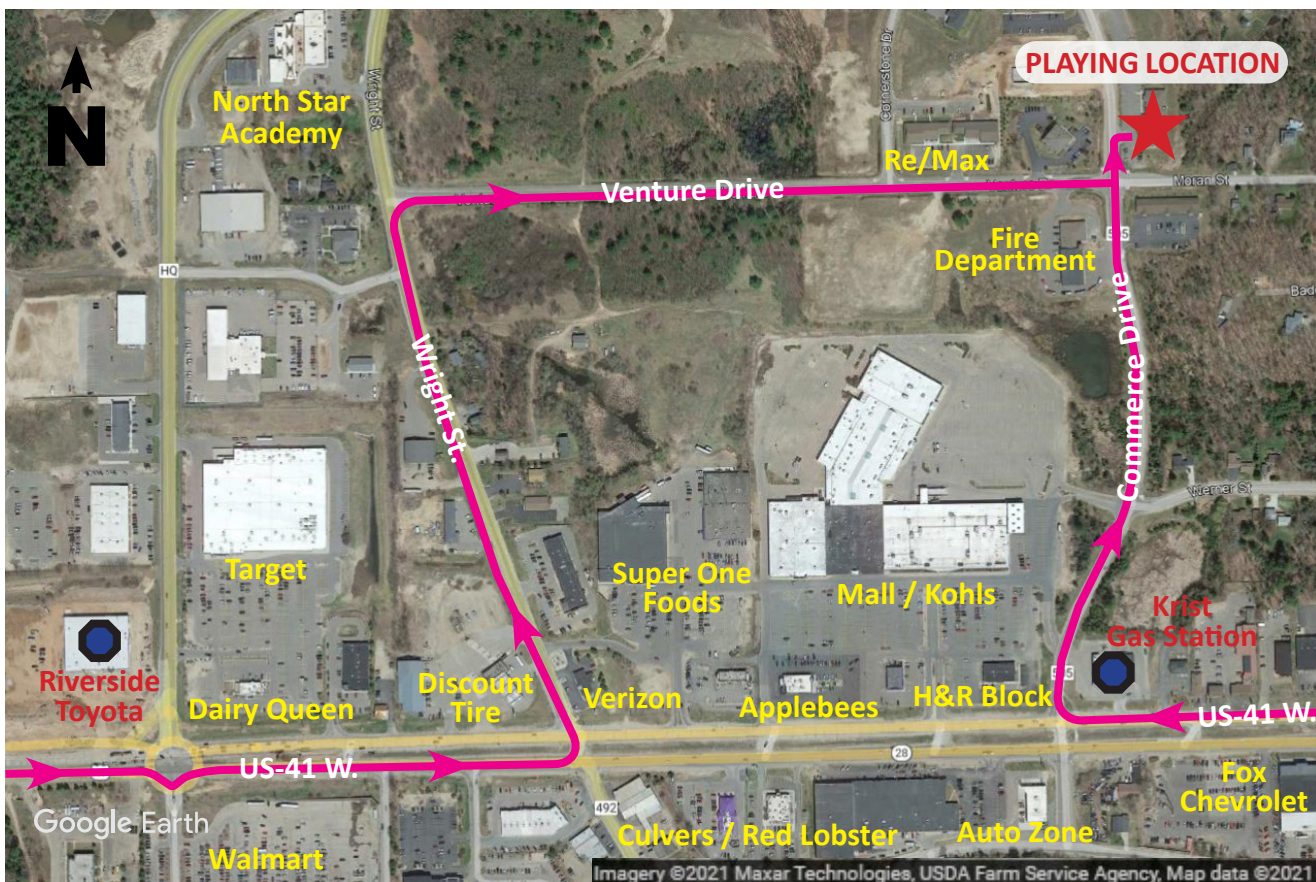 PLAYING LOCATION
N
North Star
Academy
Wright St
Cornerstone Dr
Re/Max
Venture Drive
Moran St
Fire
Department
595
HQ
Commerce Drive
Wright St.
Werner St
Target
Super One
Foods
Mall / Kohls
Krist
Gas Station
Riverside
Toyota
Dairy Queen
Discount
Tire
Verizon
Applebees
H&R Block
US-41 W.
US-41 W.
28
492
Fox
Chevrolet
Google Earth
Walmart
Culvers / Red Lobster
Auto Zone
Imagery ©2021 Maxar Technologies, USDA Farm Service Agency, Map data ©2021